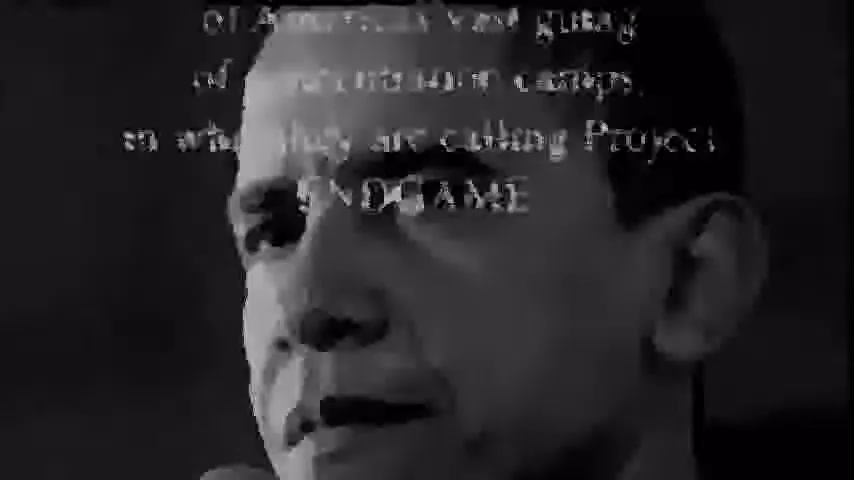 of America's vast gulag
of concentration camps,
in what they are calling Project
ENDGAME